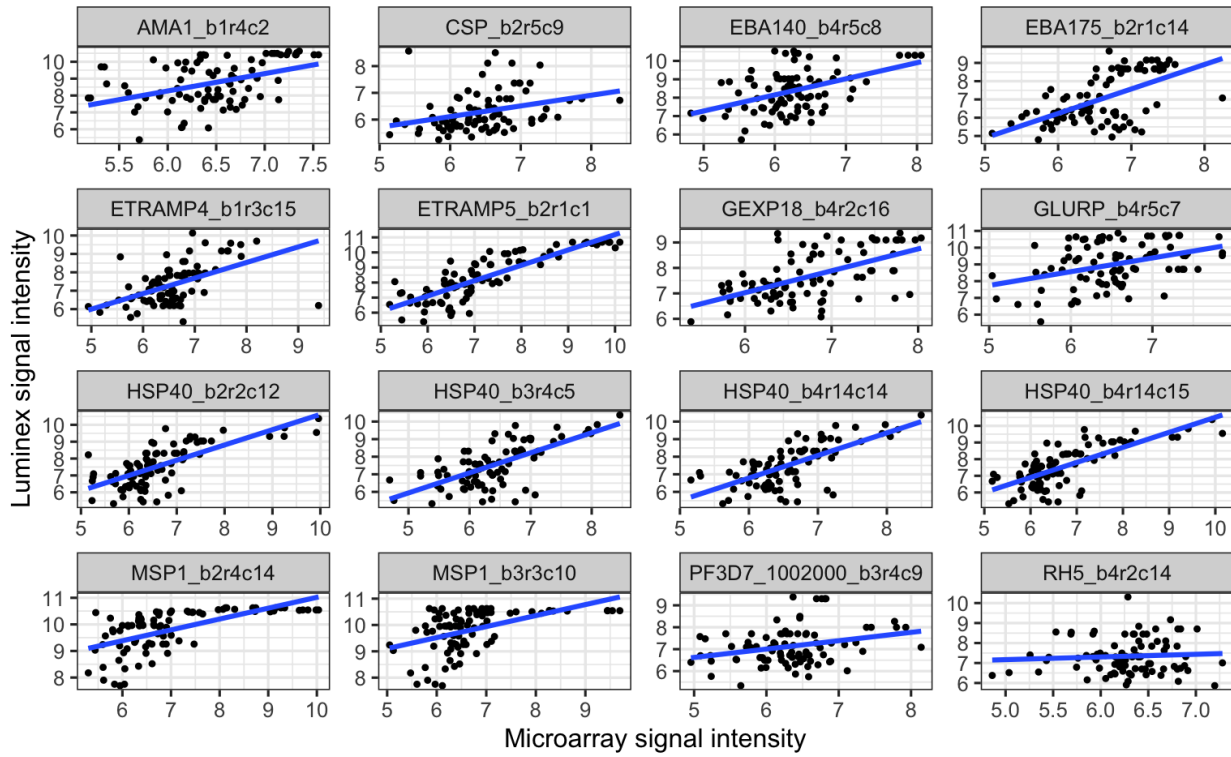 AMA1_b1r4c2 CSP_b2r5c9 EBA140_b4r5c8 EBA175_b2r1c14
10 9 8 7 6
8 7 6
10 9 8 7 6
9 8 7 6 5
5.5 6.0 6.5 7.0 7.5
5 6 7 8
5 6 7 8
5 6 7 8
ETRAMP4_b1r3c15 ETRAMP5_b2r1c1 GEXP18_b4r2c16 GLURP_b4r5c7
10 9 8 7 6
11 10 9 8 7 6
9 8 7 6
11 10 9 8 7 6
5 6 7 8 9
5 6 7 8 9 10
6 7 8
5 6 7
HSP40_b2r2c12 HSP40_b3r4c5 HSP40_b4r14c14 HSP40_b4r14c15
10 9 8 7 6
10 9 8 7 6
10 9 8 7 6
10 9 8 7 6
5 6 7 8 9 10
5 6 7 8
5 6 7 8
5 6 7 8 9 10
MSP1_b2r4c14 MSP1_b3r3c10 PF3D7_1002000_b3r4c9 RH5_b4r2c14
11 10 9 8
11 10 9 8
9 8 7 6
10 9 8 7 6
6 7 8 9 10
5 6 7 8 9
5 6 7 8
5.0 5.5 6.0 6.5 7.0
Luminex signal intensity
Microarray signal intensity